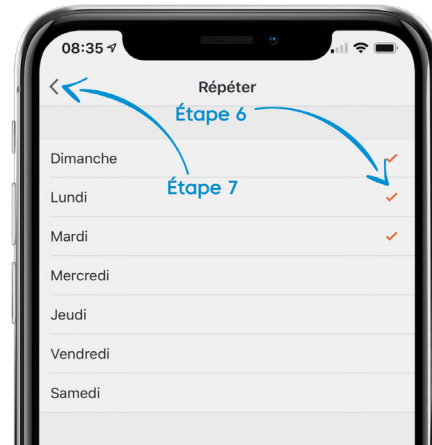 08:35
Répéter
Étape 6
Dimanche
Étape 7
Lundi
Mardi
Mercredi
Jeudi
Vendredi
Samedi